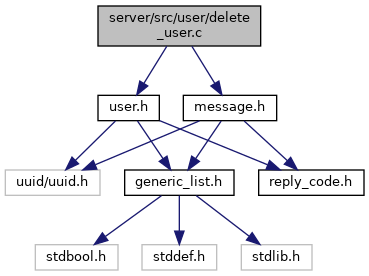 server/src/user/delete
_user.c
user.h
message.h
uuid/uuid.h
generic_list.h
reply_code.h
stdbool.h
stddef.h
stdlib.h